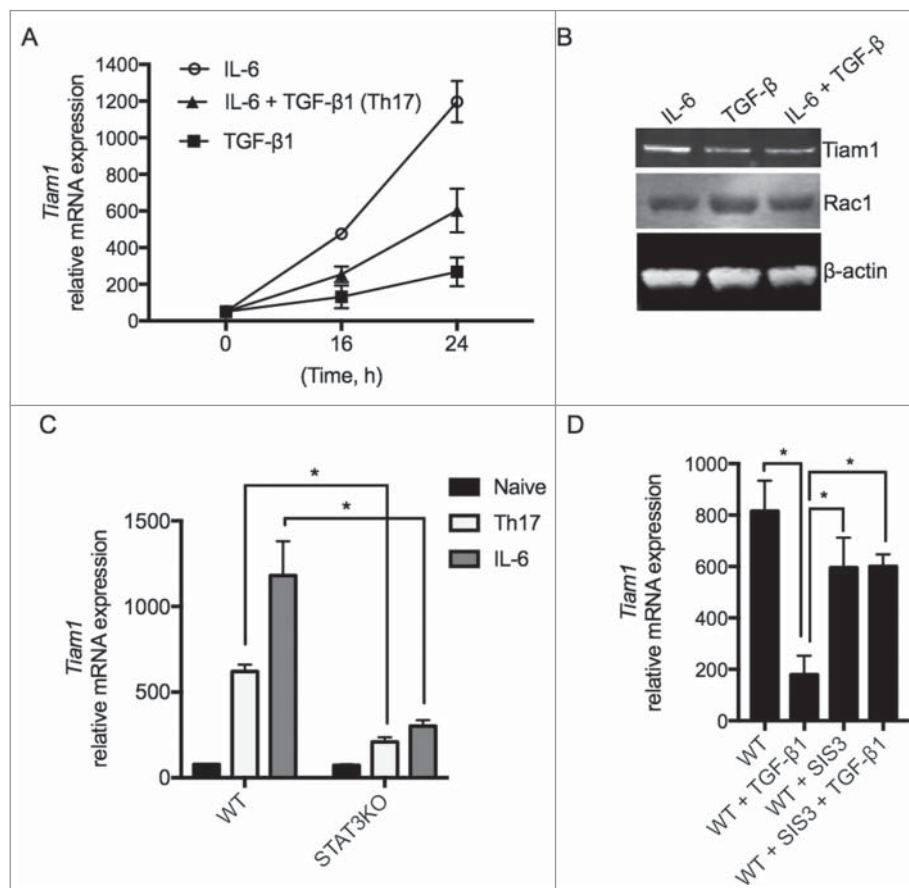 A
Tiam1
relative mRNA expression
1400
1200
1000
800
600
400
200
0
IL-6
IL-6 + TGF-β1 (Th17)
TGF-β1
0 16 24
(Time, h)
B
IL-6 TGF-β IL-6 + TGF-β
Tiam1
Rac1
β-actin
C
Tiam1
relative mRNA expression
1500
1000
500
0
* 
*
Naive
Th17
IL-6
WT STAT3KO
D
Tiam1
relative mRNA expression
1000
800
600
400
200
0
* *
*
WT
WT + TGF-β1
WT + SIS3
WT + SIS3 + TGF-β1